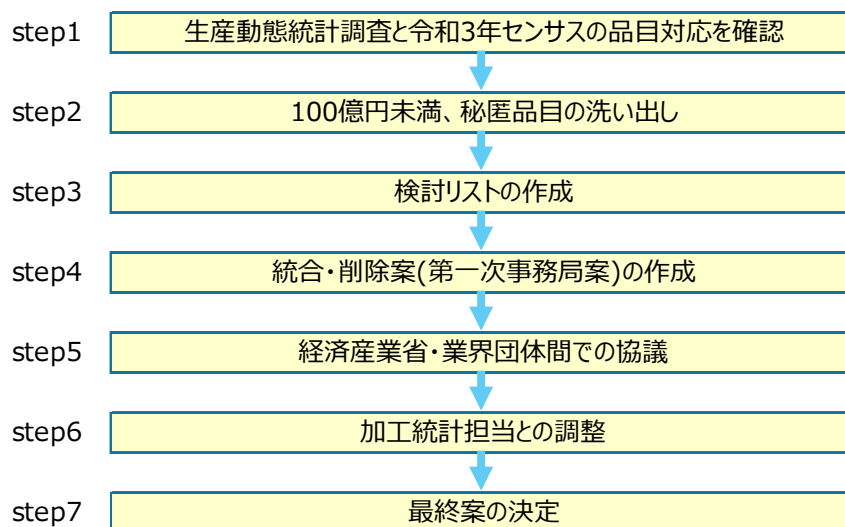 step1 生産動態統計調査と令和3年センサスの品目対応を確認
step2 100億円未満、秘匿品目の洗い出し
step3 検討リストの作成
step4 統合・削除案(第一次事務局案)の作成
step5 経済産業省・業界団体間での協議
step6 加工統計担当との調整
step7 最終案の決定